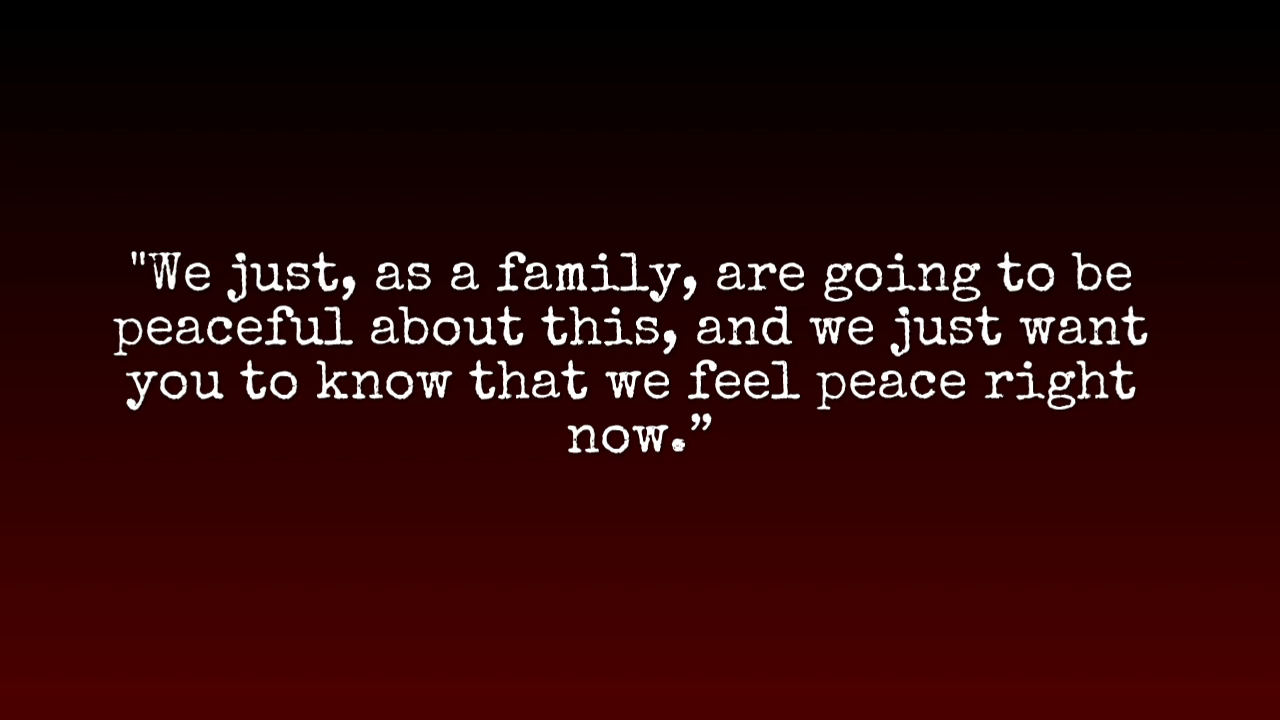 "We just, as a family, are going to be
peaceful about this, and we just want
you to know that we feel peace right
now.”